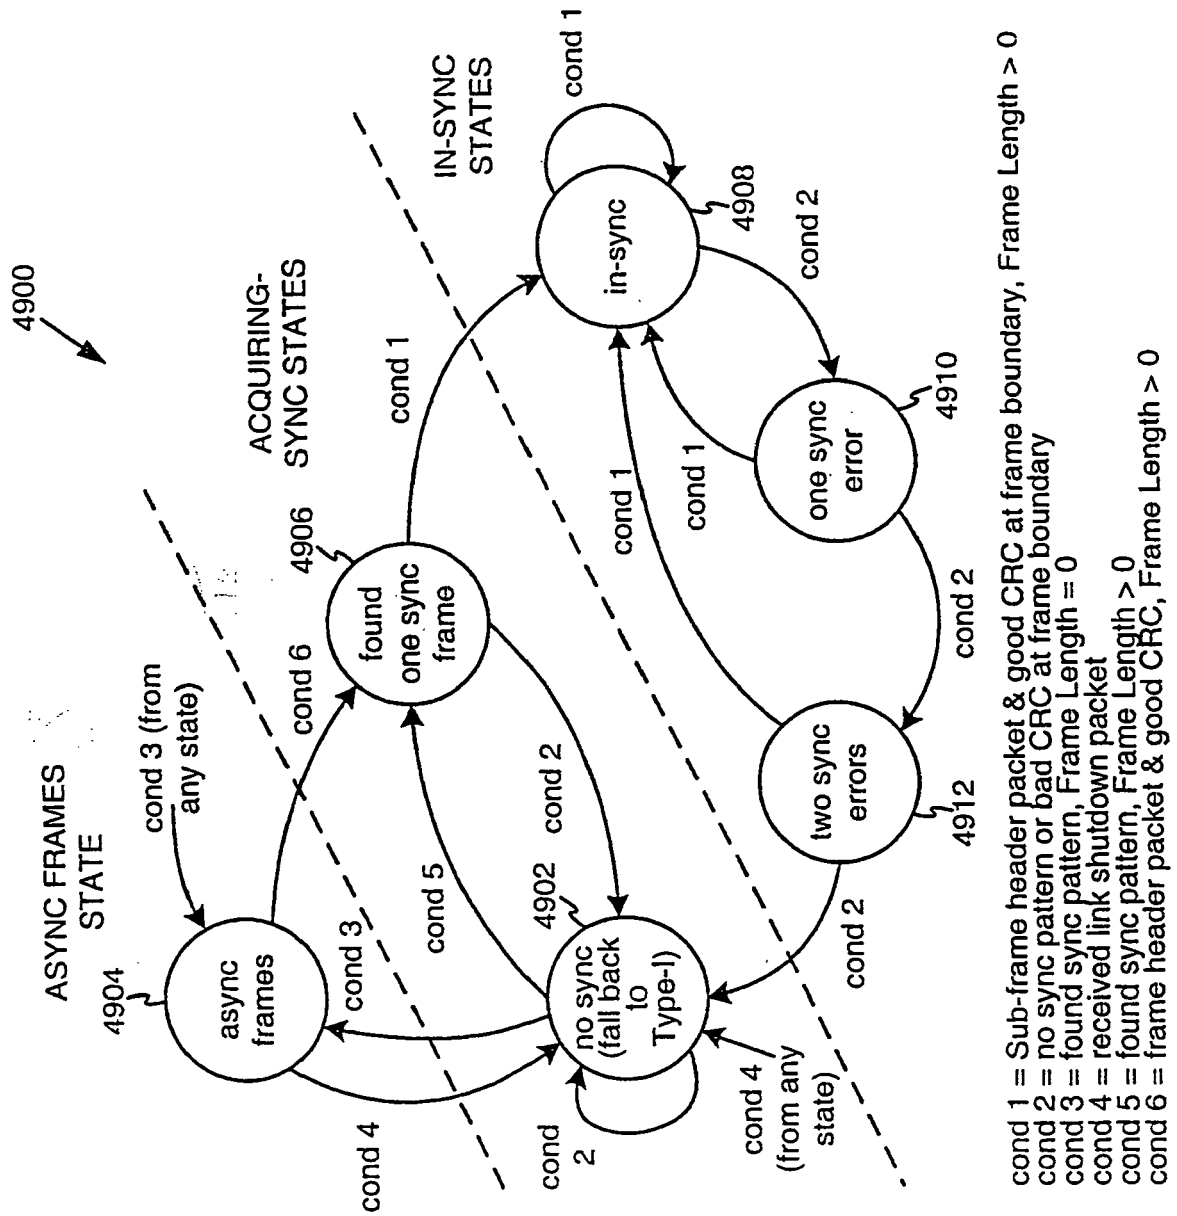 4900
ASYNC FRAMES
STATE
ACQUIRING-
SYNC STATES
IN-SYNC
STATES
4904
async
frames
cond 3 (from
any state)
cond 6
4906
found
one sync
frame
cond 1
cond 1
in-sync
4908
cond 4
cond 3
cond 5
cond 2
cond 2
4902
no sync
(fall back
to
Type-I)
cond
2
cond 4
(from any
state)
cond 2
two sync
errors
4912
cond 1
cond 1
one sync
error
4910
cond 2
cond 1 = Sub-frame header packet & good CRC at frame boundary, Frame Length > 0
cond 2 = no sync pattern or bad CRC at frame boundary
cond 3 = found sync pattern, Frame Length = 0
cond 4 = received link shutdown packet
cond 5 = found sync pattern, Frame Length > 0
cond 6 = frame header packet & good CRC, Frame Length > 0